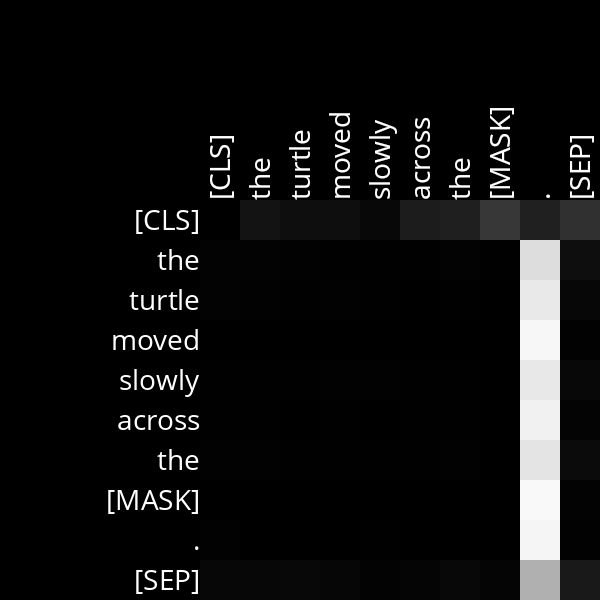 [CLS] the turtle moved slowly across the [MASK] . [SEP]
[CLS]
the
turtle
moved
slowly
across
the
[MASK]
.
[SEP]